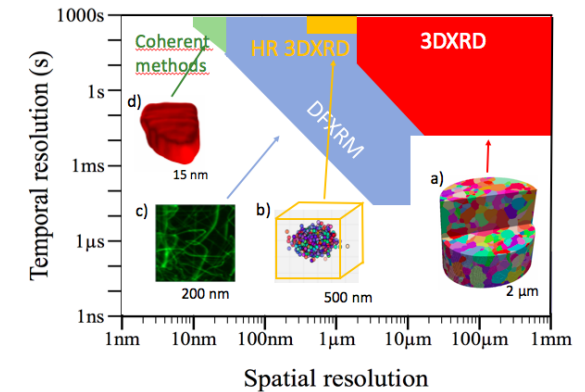 1000s
1s
1ms
1µs
1ns
Temporal resolution (s)
Coherent
methods
HR 3DXRD
3DXRD
DFXRM
d)
15 nm
c)
200 nm
b)
500 nm
a)
2 µm
1nm 10nm 100nm 1µm 10µm 100µm 1mm
Spatial resolution